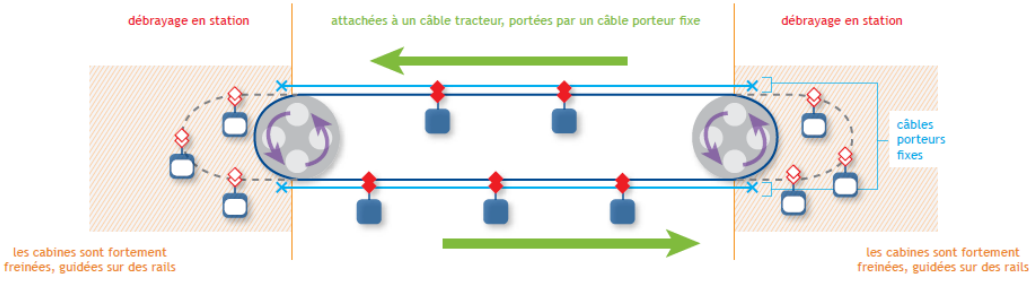 débrayage en station
attachées à un câble tracteur, portées par un câble porteur fixe
débrayage en station
câbles
porteurs
fixes
les cabines sont fortement
freinées, guidées sur des rails
les cabines sont fortement
freinées, guidées sur des rails